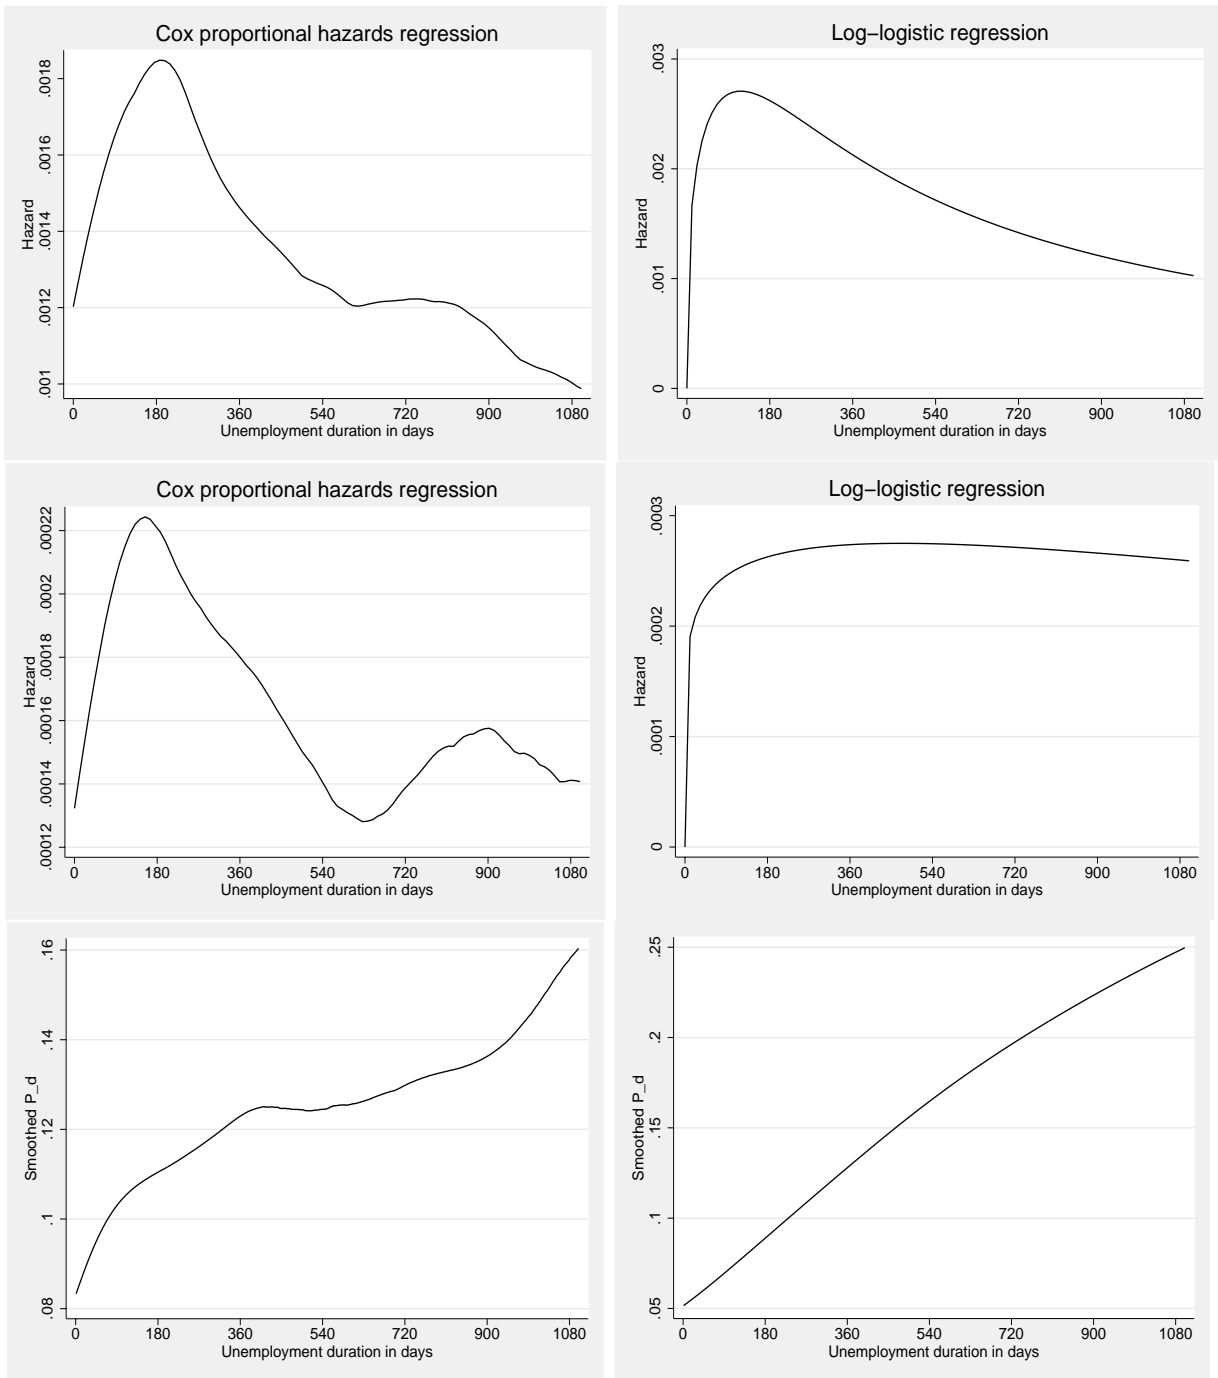 Cox proportional hazards regression
Hazard
.001 .0012 .0014 .0016 .0018
0 180 360 540 720 900 1080
Unemployment duration in days
Log−logistic regression
Hazard
0 .001 .002 .003
0 180 360 540 720 900 1080
Unemployment duration in days
Cox proportional hazards regression
Hazard
.00012 .00014 .00016 .00018 .0002 .00022
0 180 360 540 720 900 1080
Unemployment duration in days
Log−logistic regression
Hazard
0 .0001 .0002 .0003
0 180 360 540 720 900 1080
Unemployment duration in days
Smoothed P_d
.08 .1 .12 .14 .16
0 180 360 540 720 900 1080
Unemployment duration in days
Smoothed P_d
.05 .1 .15 .2 .25
0 180 360 540 720 900 1080
Unemployment duration in days